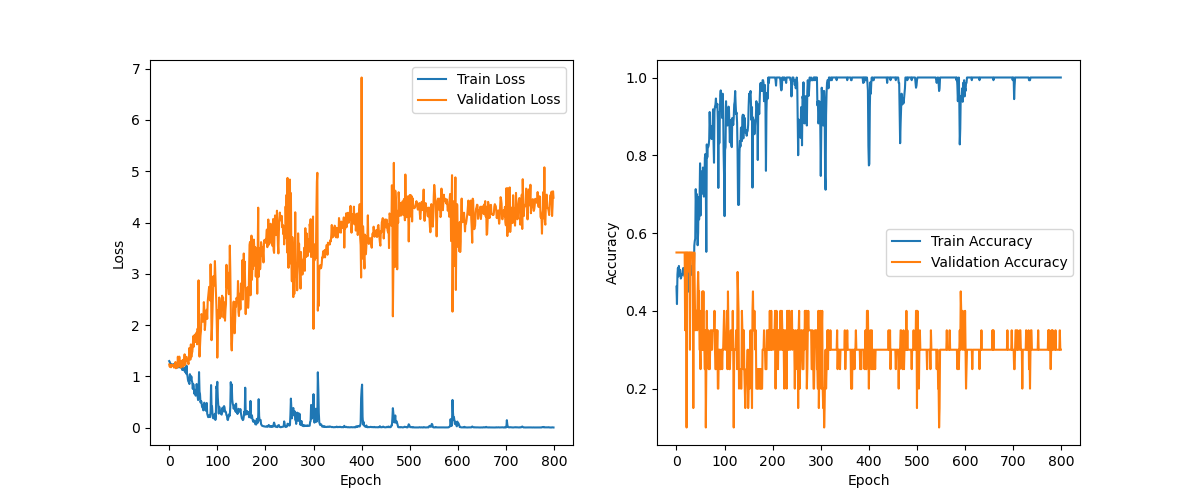 7
6
5
4
3
2
1
0
Loss
Train Loss
Validation Loss
0 100 200 300 400 500 600 700 800
Epoch
1.0
0.8
0.6
0.4
0.2
Accuracy
Train Accuracy
Validation Accuracy
0 100 200 300 400 500 600 700 800
Epoch